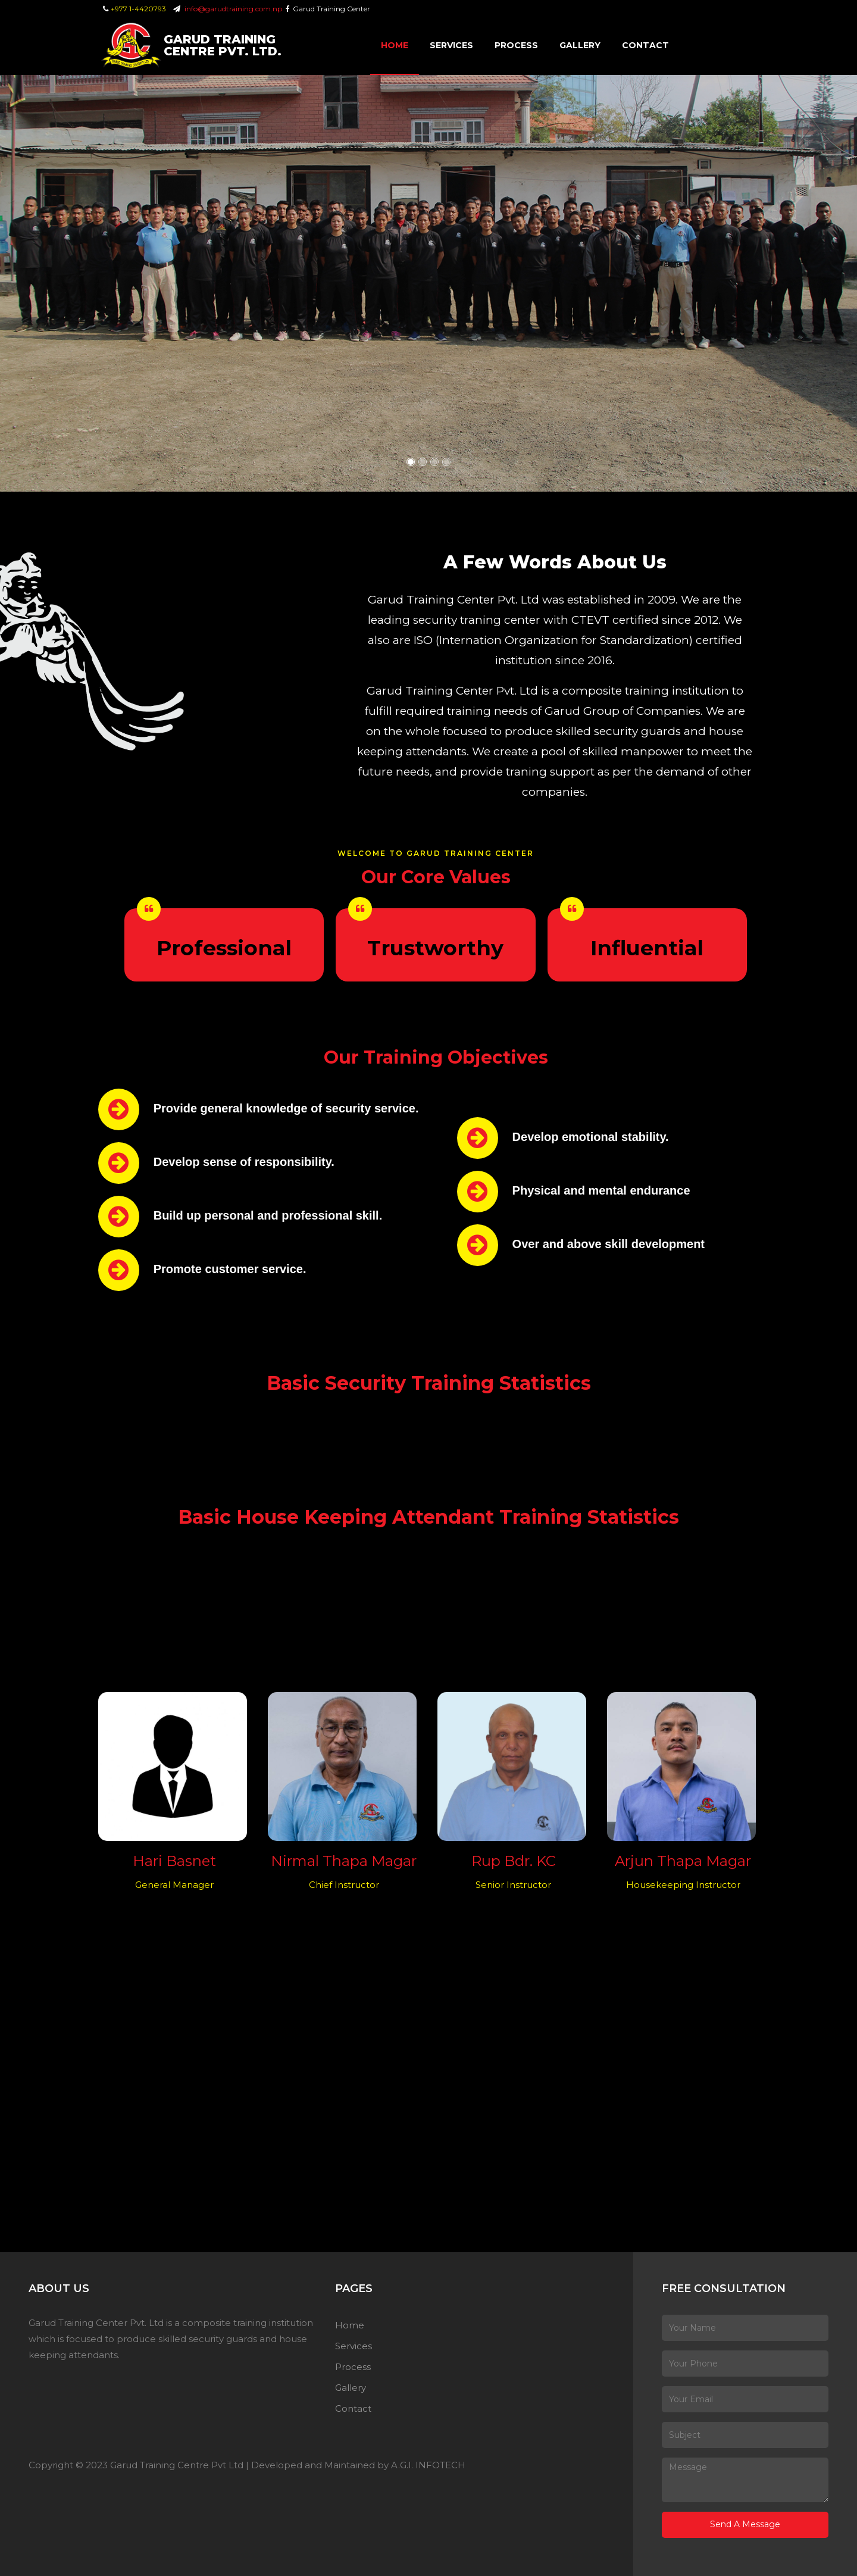 +977 1-4420793 info@garudtraining.com.np Garud Training Center
GARUD TRAINING
CENTRE PVT. LTD.
HOME SERVICES PROCESS GALLERY CONTACT
A Few Words About Us
Garud Training Center Pvt. Ltd was established in 2009. We are the
leading security traning center with CTEVT certified since 2012. We
also are ISO (Internation Organization for Standardization) certified
institution since 2016.
Garud Training Center Pvt. Ltd is a composite training institution to
fulfill required training needs of Garud Group of Companies. We are
on the whole focused to produce skilled security guards and house
keeping attendants. We create a pool of skilled manpower to meet the
future needs, and provide traning support as per the demand of other
companies.
WELCOME TO GARUD TRAINING CENTER
Our Core Values
Professional
Trustworthy
Influential
Our Training Objectives
Provide general knowledge of security service.
Develop sense of responsibility.
Build up personal and professional skill.
Promote customer service.
Develop emotional stability.
Physical and mental endurance
Over and above skill development
Basic Security Training Statistics
Basic House Keeping Attendant Training Statistics
Hari Basnet
General Manager
Nirmal Thapa Magar
Chief Instructor
Rup Bdr. KC
Senior Instructor
Arjun Thapa Magar
Housekeeping Instructor
ABOUT US
Garud Training Center Pvt. Ltd is a composite training institution
which is focused to produce skilled security guards and house
keeping attendants.
PAGES
Home
Services
Process
Gallery
Contact
Copyright © 2023 Garud Training Centre Pvt Ltd | Developed and Maintained by A.G.I. INFOTECH
FREE CONSULTATION
Your Name
Your Phone
Your Email
Subject
Message
Send A Message